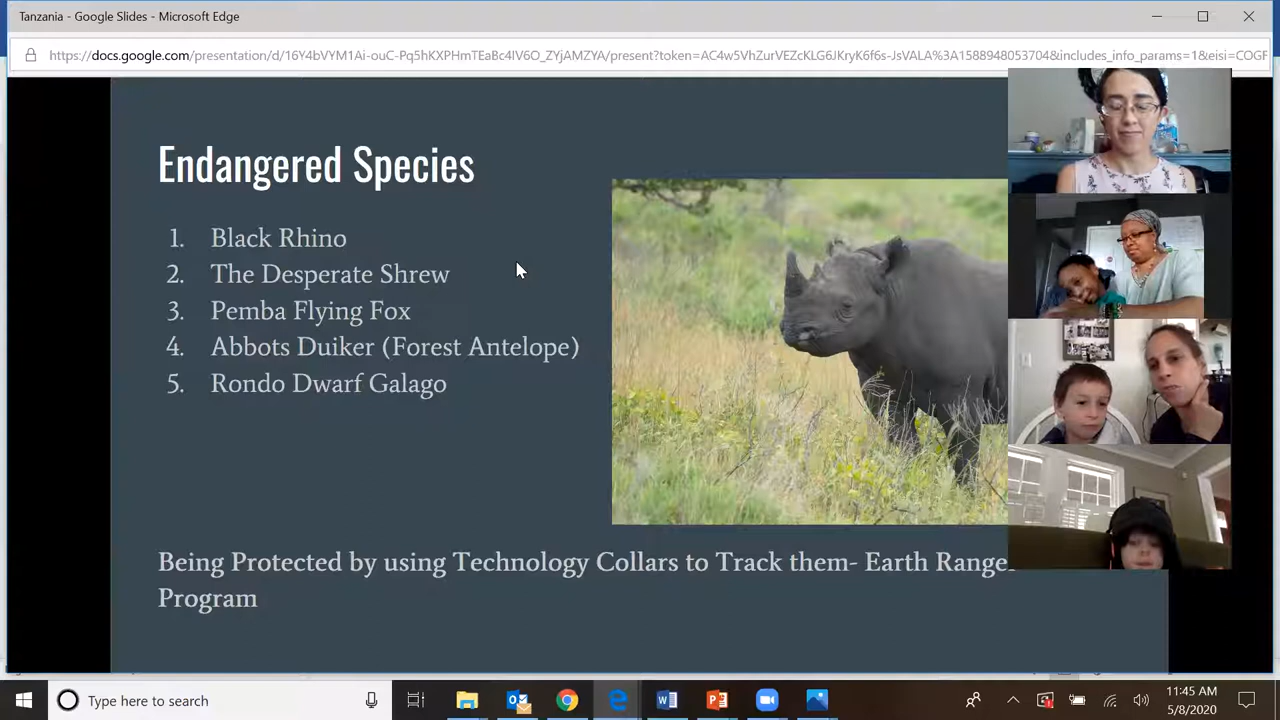 Tanzania - Google Slides - Microsoft Edge
https://docs.google.com/presentation/d/16Y4bVYM1Ai-ouC-Pq5hKXPHmTEaBc4lV6O_ZYjAMZYA/present?token=AC4w5VhZurVEZcKLG6JKryK6f6s-JsVALA%3A1588948053704&includes_info_params=1&eisi=COGF
Endangered Species
1. Black Rhino
2. The Desperate Shrew
3. Pemba Flying Fox
4. Abbots Duiker (Forest Antelope)
5. Rondo Dwarf Galago
Being Protected by using Technology Collars to Track them- Earth Ranger
Program
Type here to search
11:45 AM
5/8/2020